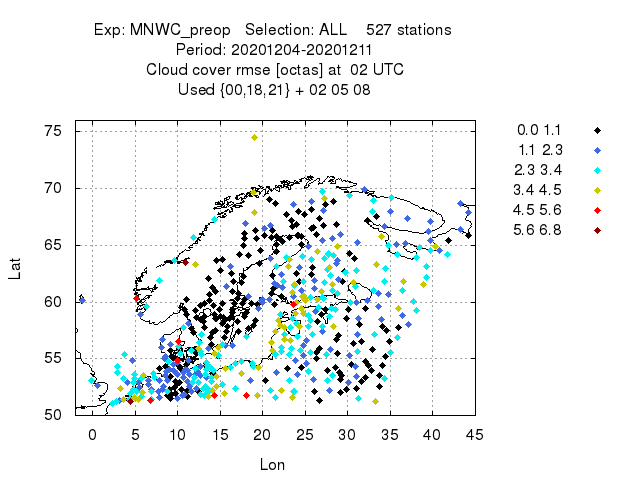 Exp: MNWC_preop   Selection: ALL    527 stations
Period: 20201204-20201211
Cloud cover rmse [octas] at  02 UTC
Used {00,18,21} + 02 05 08
0.0 1.1
1.1  2.3
2.3 3.4
3.4 4.5
4.5 5.6
5.6 6.8
75
70
65
60
55
50
Lat
0 5 10 15 20 25 30 35 40 45
Lon